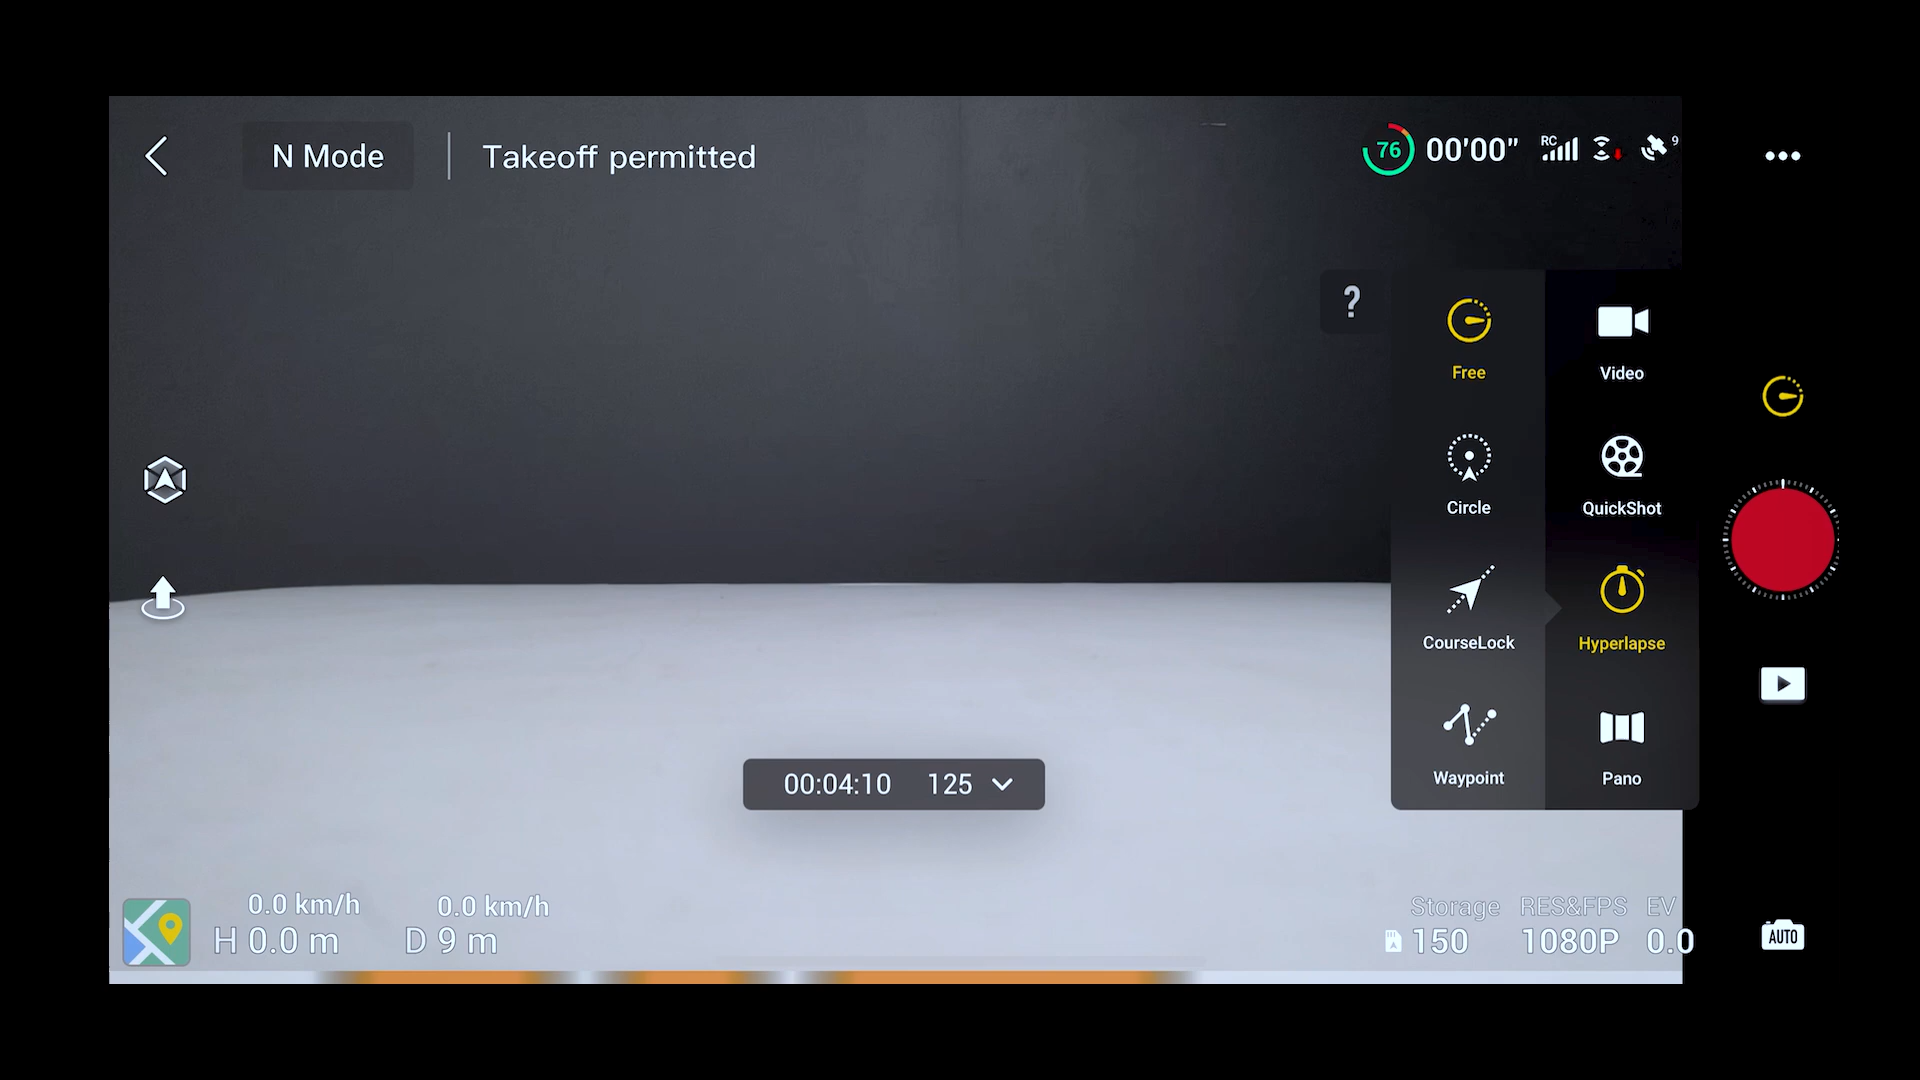 N Mode
Takeoff permitted
76
00'00"
RC
9
?
Free
Video
Circle
QuickShot
CourseLock
Hyperlapse
Waypoint
Pano
00:04:10 125
0.0 km/h 0.0 km/h
H 0.0 m D 9 m
Storage RES&FPS EV
150 1080P 0.0
AUTO